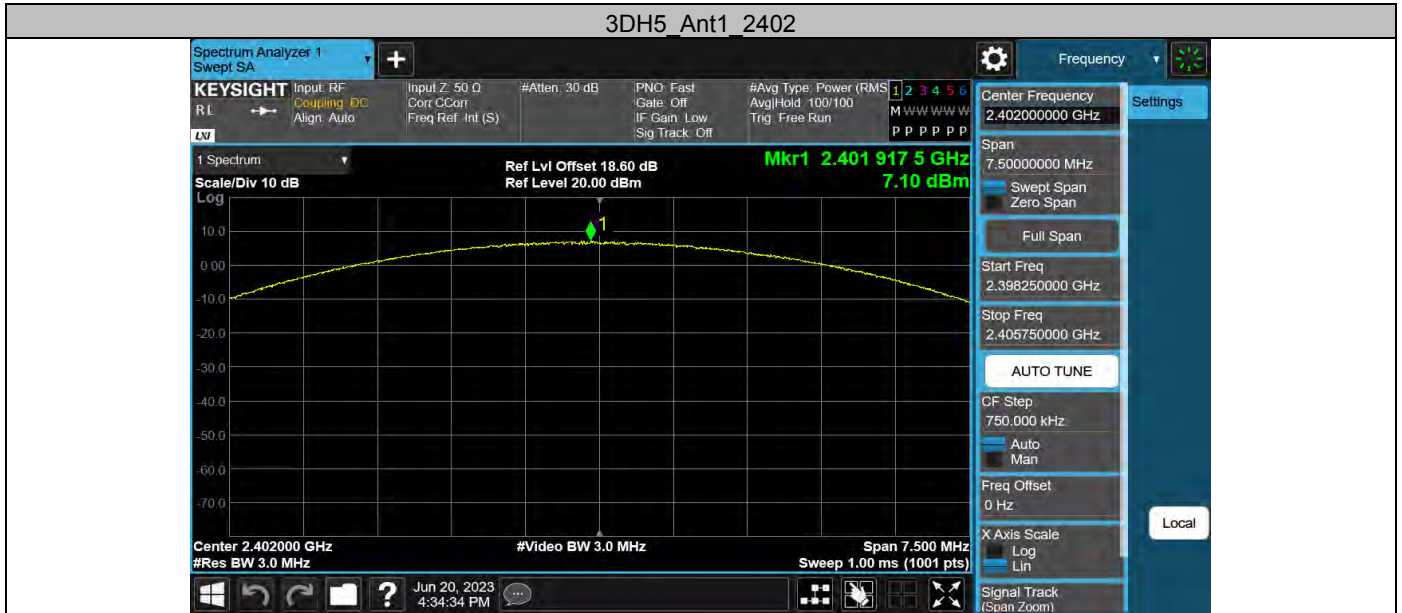 3DH5_Ant1_2402
Spectrum Analyzer 1
Swept SA
Frequency
KEYSIGHT
RL
LXI
Input: RF
Coupling: DC
Align: Auto
Input Z: 50 Ω
Corr CCorr
Freq Ref: Int (S)
#Atten: 30 dB
PNO: Fast
Gate: Off
IF Gain: Low
Sig Track: Off
#Avg Type: Power (RMS
Avg|Hold: 100/100
Trig: Free Run
1 2 3 4 5 6
M W W W W W
P P P P P P
1 Spectrum
Scale/Div 10 dB
Ref Lvl Offset 18.60 dB
Ref Level 20.00 dBm
Mkr1 2.401 917 5 GHz
7.10 dBm
Log
10.0
0.00
-10.0
-20.0
-30.0
-40.0
-50.0
-60.0
-70.0
1
Center 2.402000 GHz
#Res BW 3.0 MHz
#Video BW 3.0 MHz
Span 7.500 MHz
Sweep 1.00 ms (1001 pts)
Jun 20, 2023
4:34:34 PM
Center Frequency
2.402000000 GHz
Span
7.50000000 MHz
Swept Span
Zero Span
Full Span
Start Freq
2.398250000 GHz
Stop Freq
2.405750000 GHz
AUTO TUNE
CF Step
750.000 kHz
Auto
Man
Freq Offset
0 Hz
X Axis Scale
Log
Lin
Signal Track
(Span Zoom)
Settings
Local